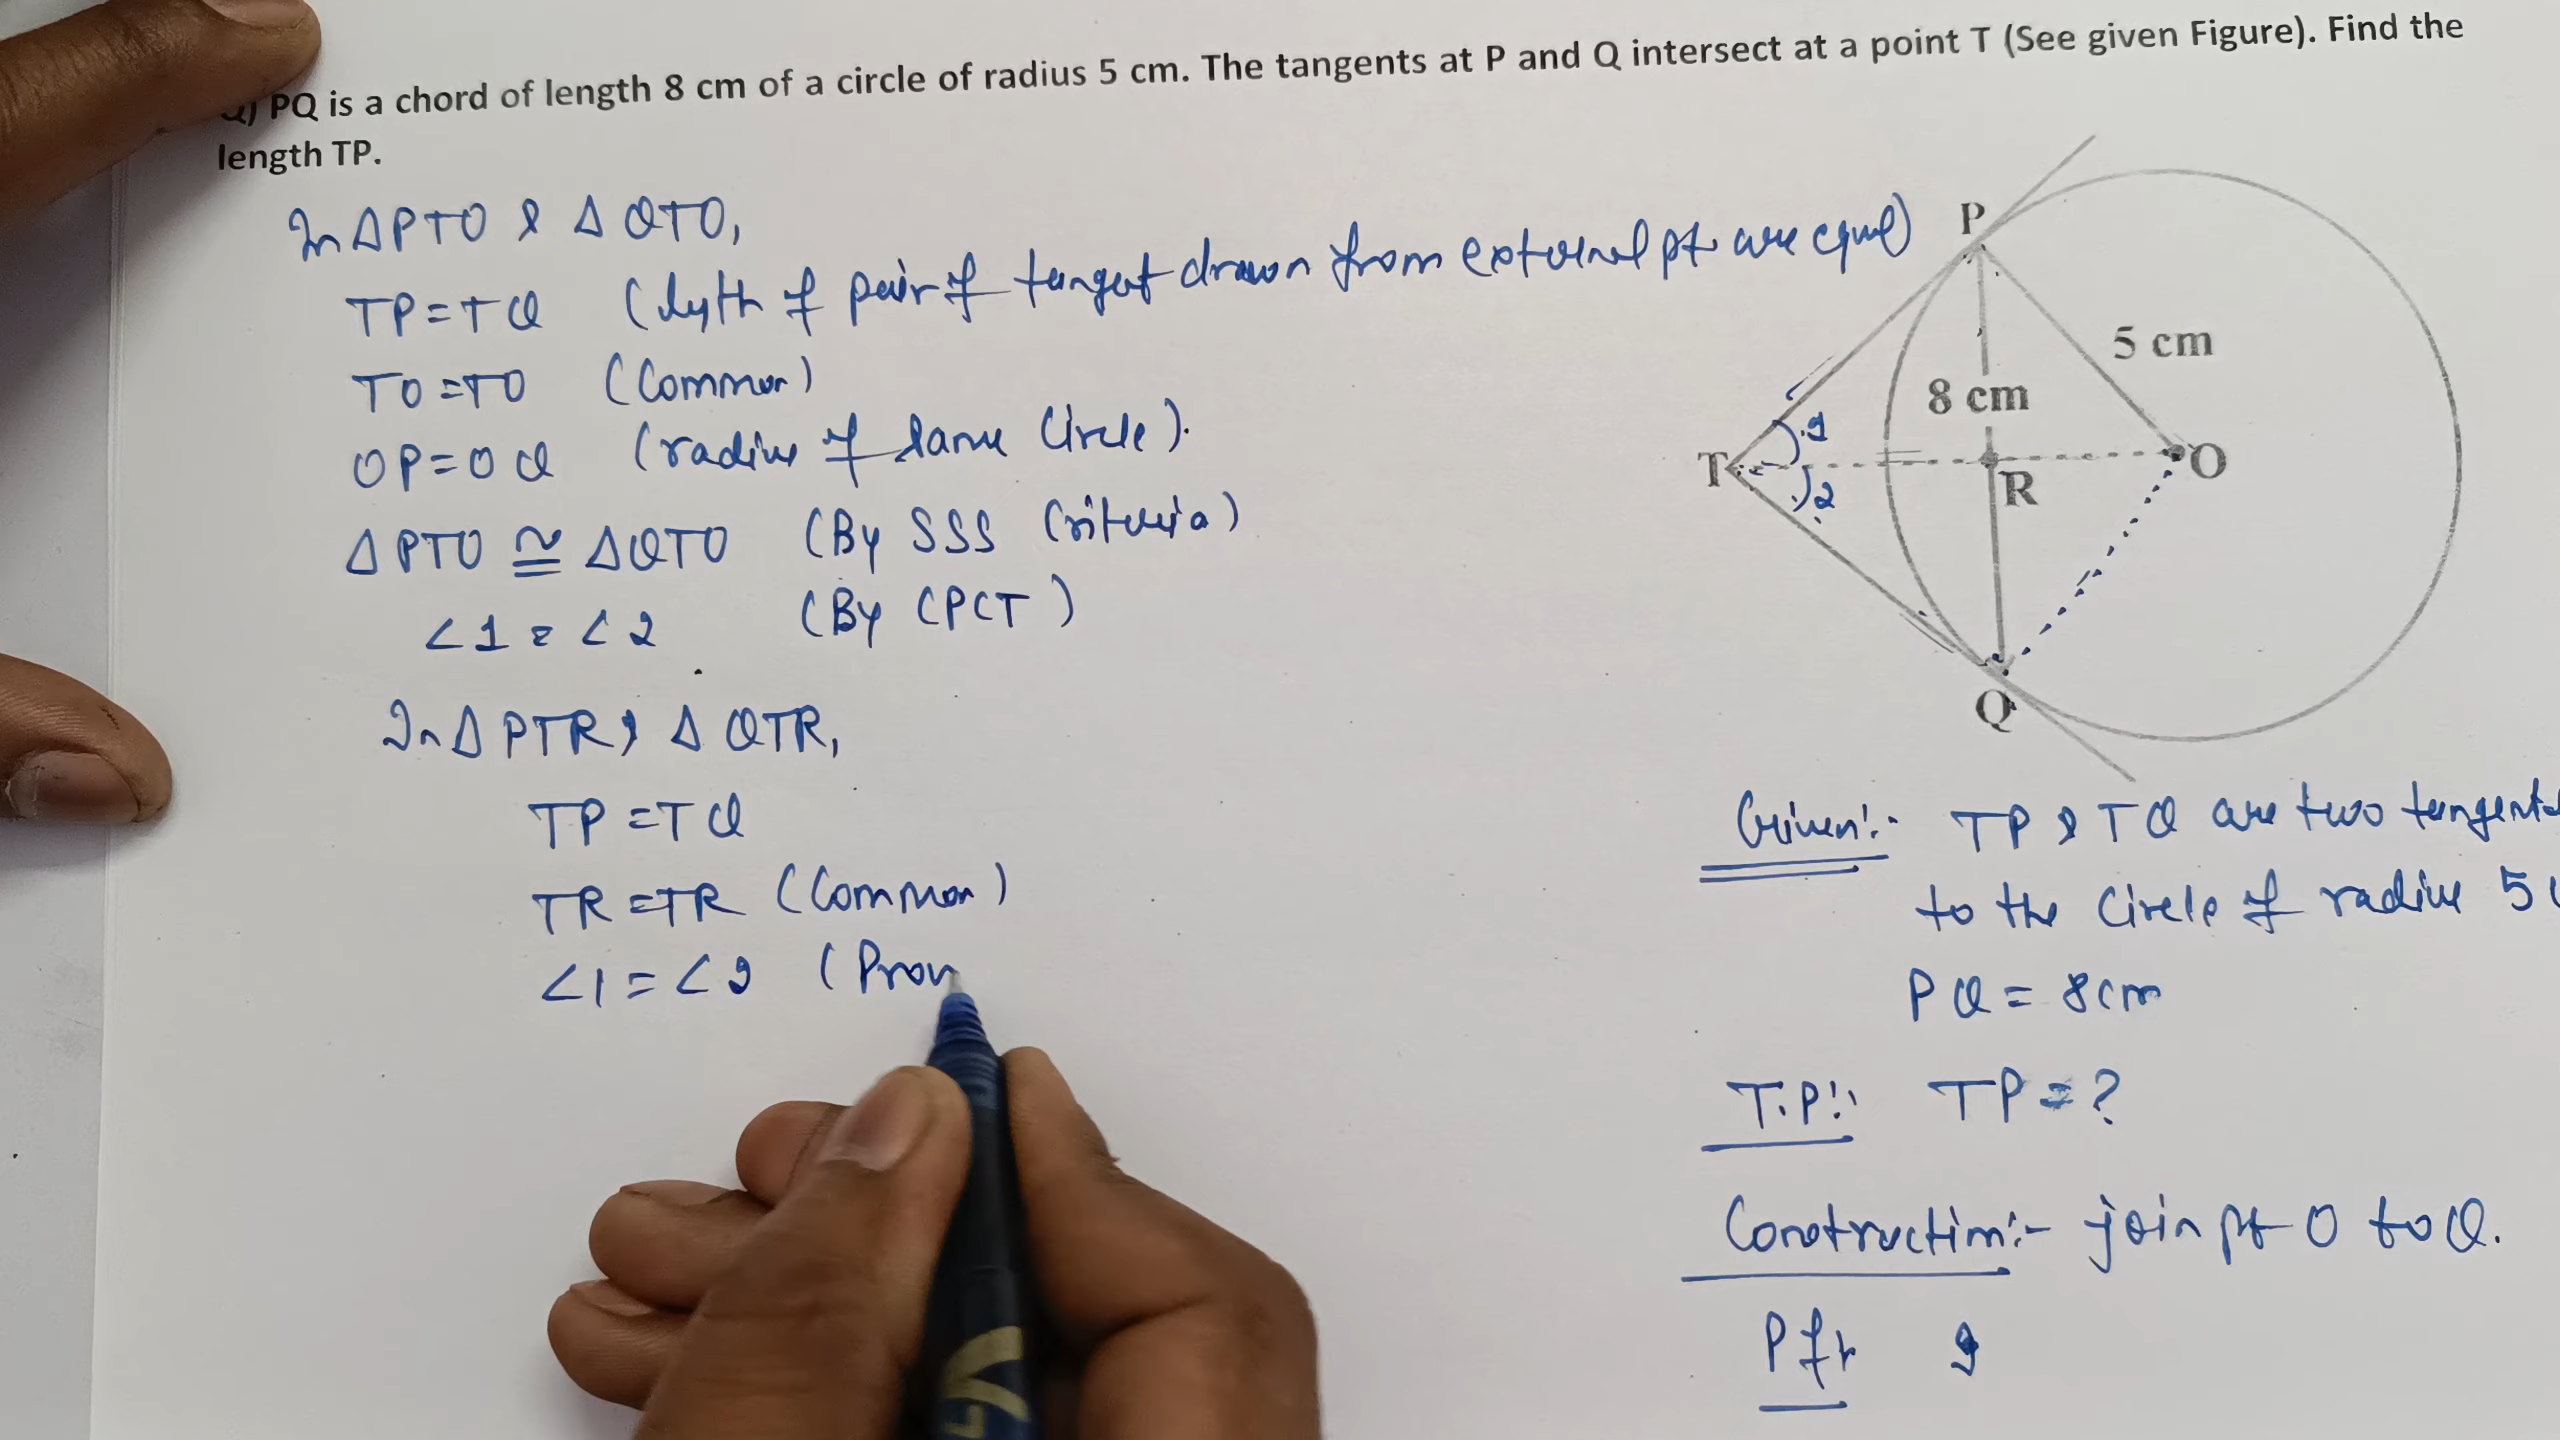 Q) PQ is a chord of length 8 cm of a circle of radius 5 cm. The tangents at P and Q intersect at a point T (See given Figure). Find the
length TP.
In ΔPTO & ΔQTO,
TP=TQ (lyth of pair of tangent drawn from external pt are equal)
TO=TO (Common)
OP=OQ (radius of same Circle).
ΔPTO ≅ ΔQTO (By SSS Criteria)
∠1 = ∠2 (By CPCT)
In Δ PTR & Δ QTR,
TP=TQ
TR=TR (Common)
∠1=∠2 (Prov
P
5 cm
8 cm
1
T
O
2
R
Q
Given:- TP & TQ are two tangents
to the Circle of radius 5
PQ = 8cm
T.P:- TP=?
Construction:- join pt O to Q.